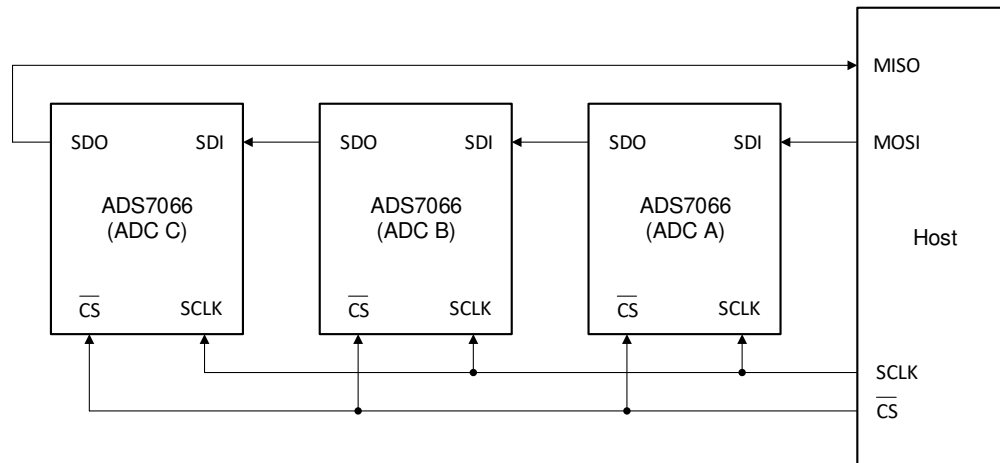 MISO
SDO SDI SDO SDI SDO SDI MOSI
ADS7066 ADS7066 ADS7066
(ADC C) (ADC B) (ADC A) Host
CS SCLK CS SCLK CS SCLK
SCLK
CS